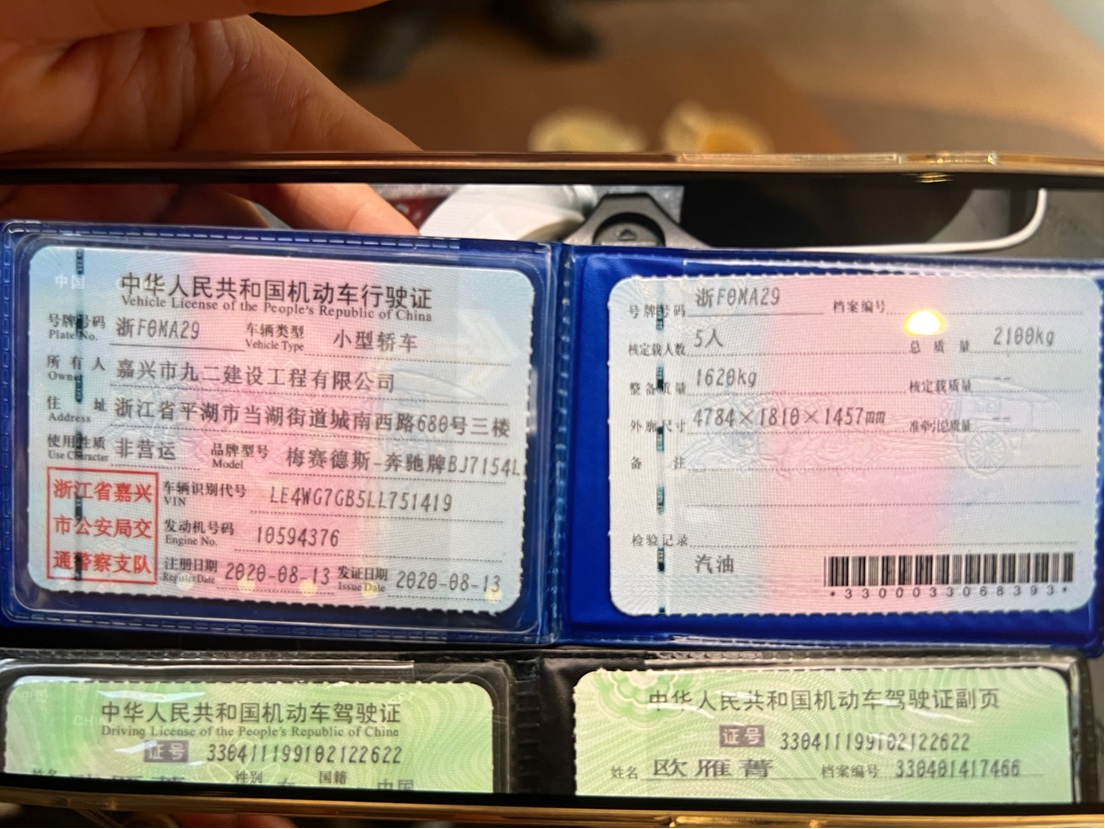 中国
中华人民共和国机动车行驶证
Vehicle License of the People's Republic of China
号牌号码 浙F0MA29 车辆类型 小型轿车
Plate No. Vehicle Type
所有人 嘉兴市九二建设工程有限公司
Owner
住址 浙江省平湖市当湖街道城南西路680号三楼
Address
使用性质 非营运 品牌型号 梅赛德斯-奔驰牌BJ7154L
Use Character Model
浙江省嘉兴
市公安局交
通警察支队
车辆识别代号 LE4WG7GB5LL751419
VIN
发动机号码 10594376
Engine No.
注册日期 2020-08-13 发证日期 2020-08-13
Register Date Issue Date
号牌号码 浙F0MA29 档案编号
核定载人数 5人 总质量 2100kg
整备质量 1620kg 核定载质量 --
外廓尺寸 4784×1810×1457mm 准牵引总质量 --
备注
检验记录
汽油
*3300033068393*
中华人民共和国机动车驾驶证
Driving License of the People's Republic of China
证号 330411199102122622
姓名 性别 女 国籍 中国
中华人民共和国机动车驾驶证副页
证号 330411199102122622
姓名 欧雅菁 档案编号 330401417466